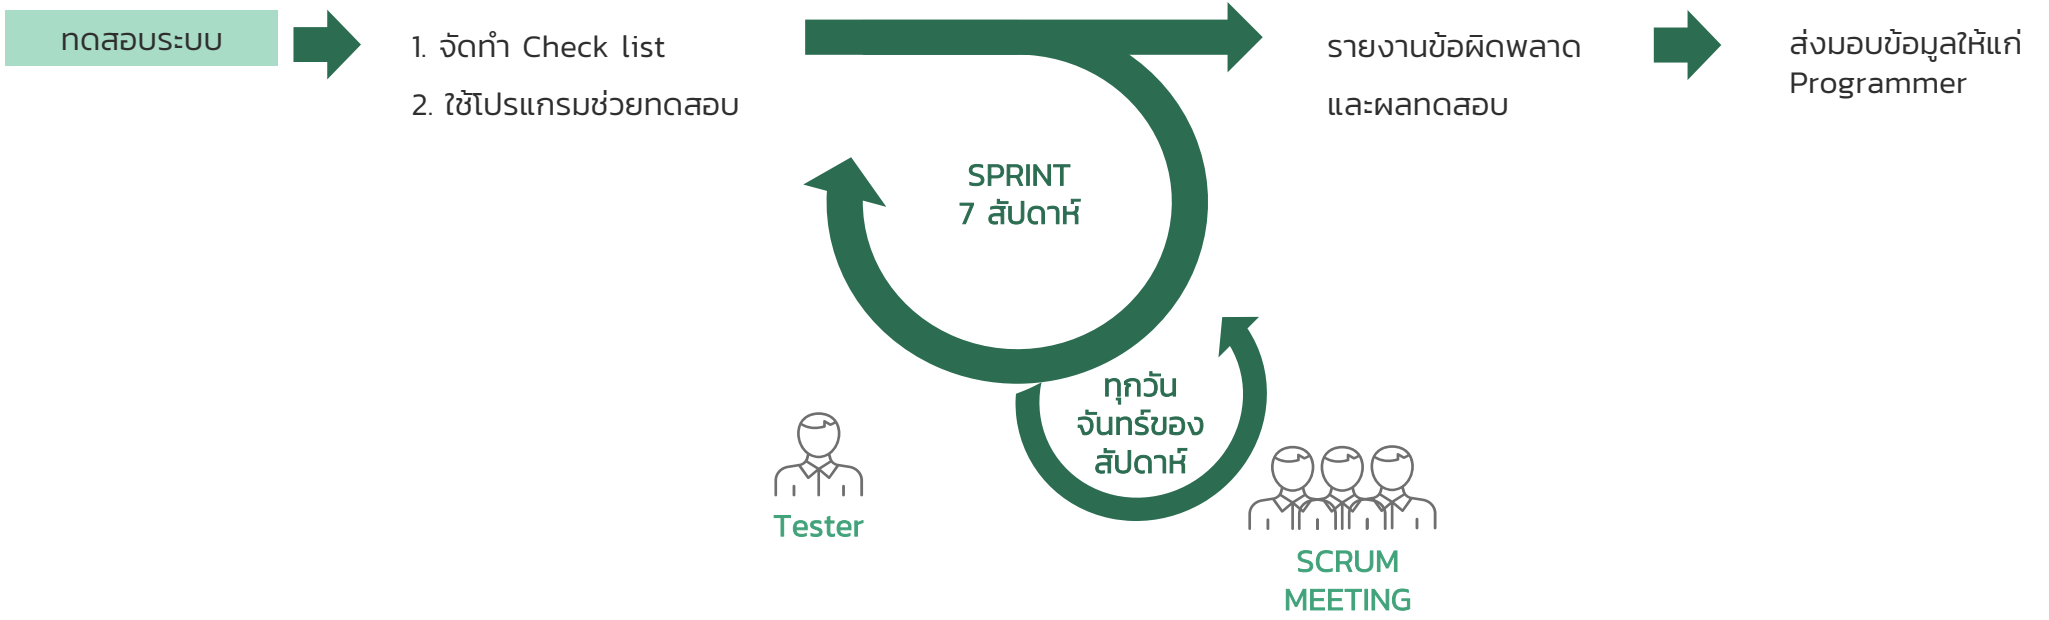 ทดสอบระบบ
1. จัดทำ Check list
2. ใช้โปรแกรมช่วยทดสอบ
รายงานข้อผิดพลาด
และผลทดสอบ
ส่งมอบข้อมูลให้แก่
Programmer
SPRINT
7 สัปดาห์
ทุกวัน
จันทร์ของ
สัปดาห์
Tester
SCRUM
MEETING